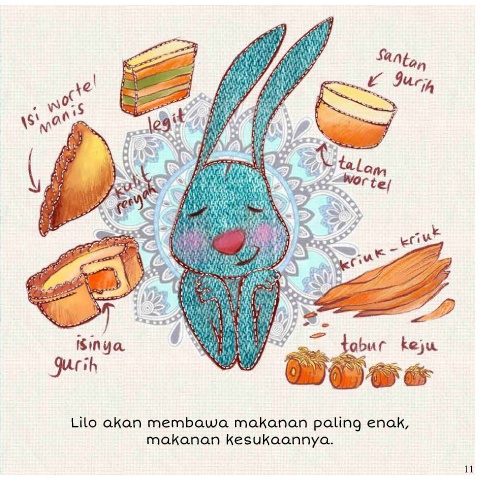 isi wortel
manis
legit
santan
gurih
kulit
renyah
talam
wortel
kriuk-kriuk
isinya
gurih
tabur keju
Lilo akan membawa makanan paling enak,
makanan kesukaannya.
11